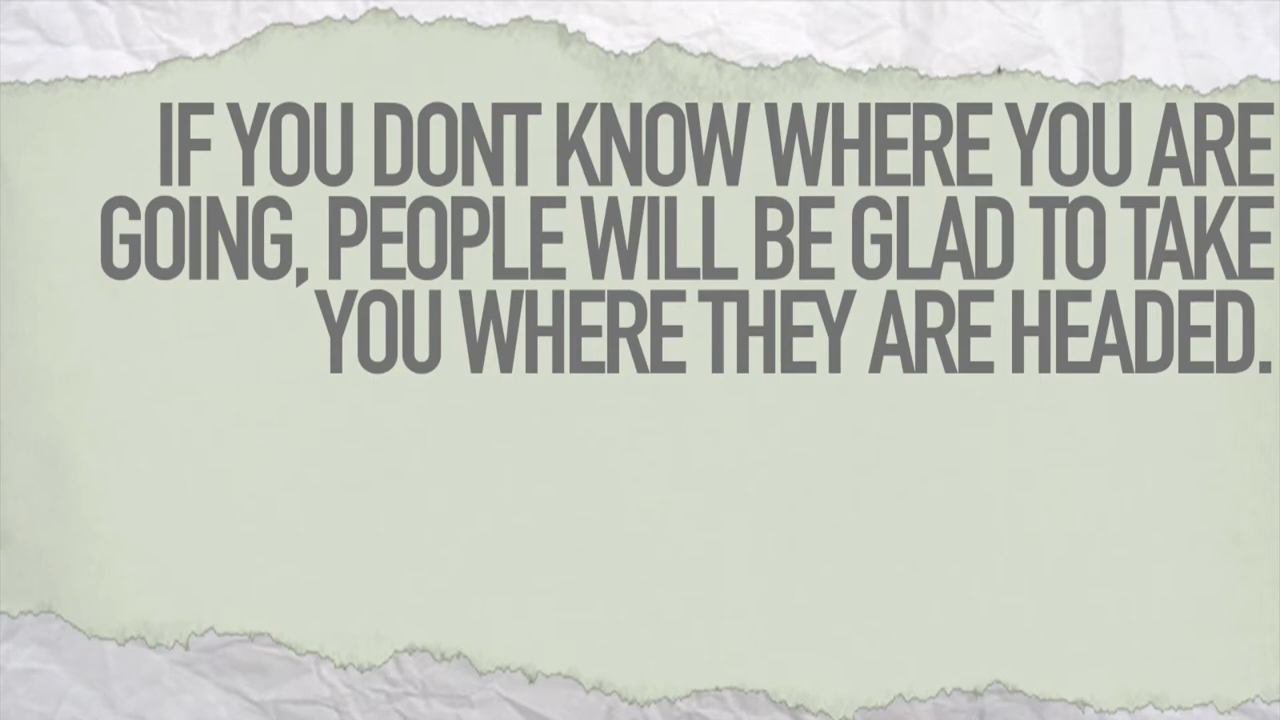 IF YOU DONT KNOW WHERE YOU ARE
GOING, PEOPLE WILL BE GLAD TO TAKE
YOU WHERE THEY ARE HEADED.